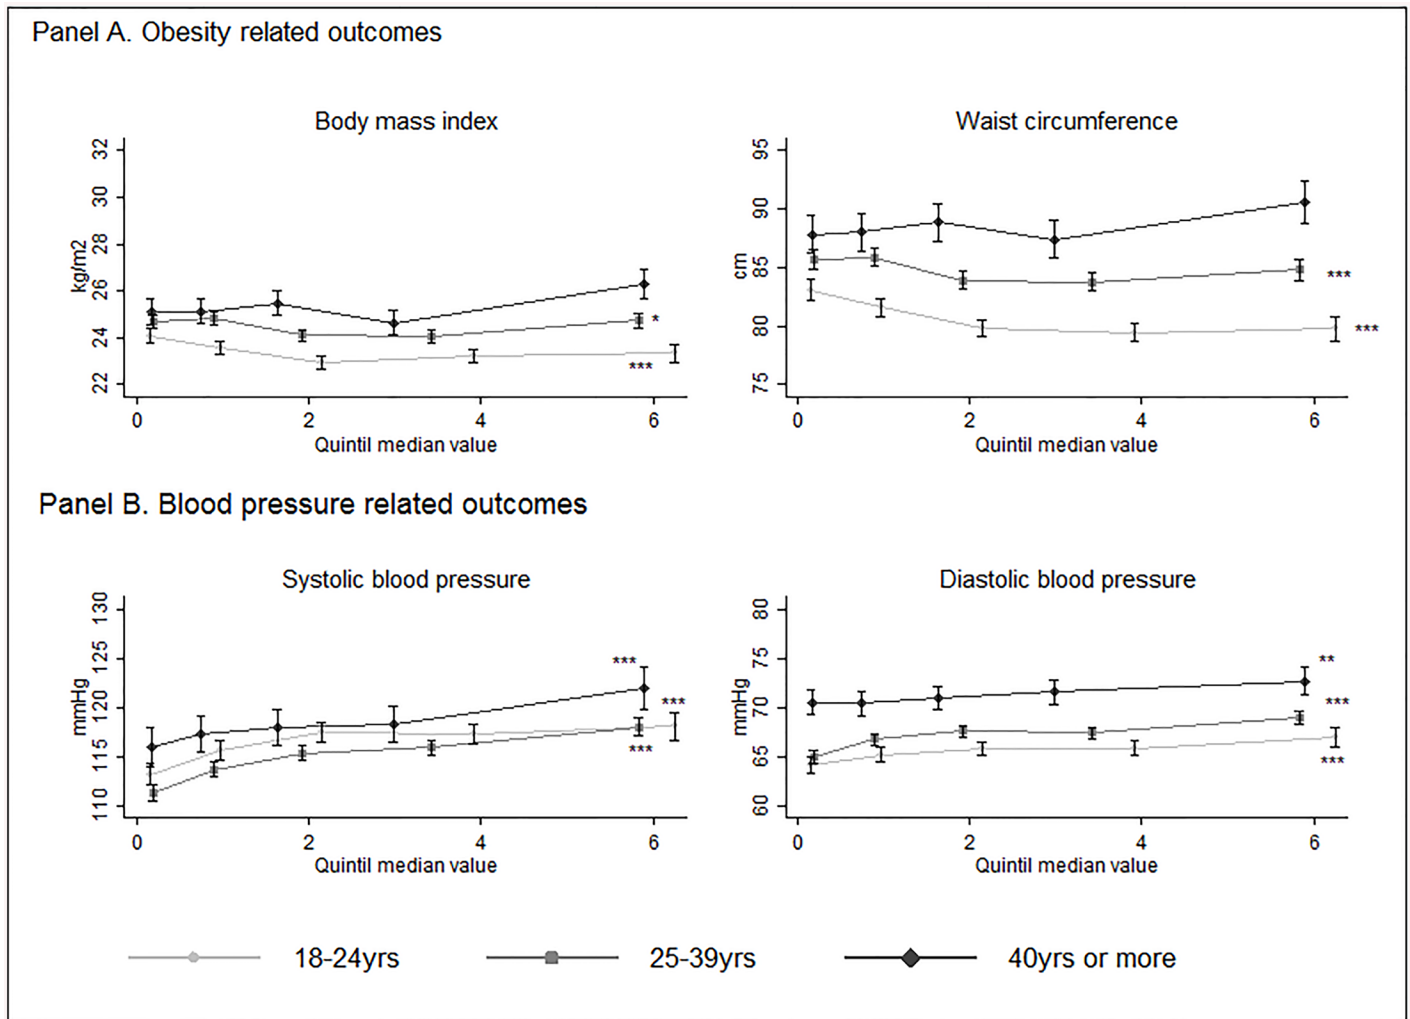 Panel A. Obesity related outcomes
Body mass index
Waist circumference
kg/m2
32
30
28
26
24
22
*
***
0 2 4 6
Quintil median value
cm
95
90
85
80
75
***
***
0 2 4 6
Quintil median value
Panel B. Blood pressure related outcomes
Systolic blood pressure
Diastolic blood pressure
mmHg
130
125
120
115
110
***
***
***
0 2 4 6
Quintil median value
mmHg
80
75
70
65
60
**
***
***
0 2 4 6
Quintil median value
18-24yrs 25-39yrs 40yrs or more